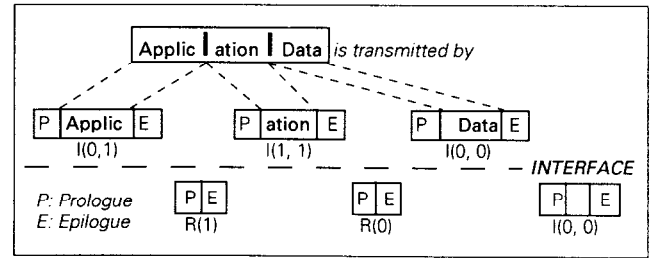 Applic ation Data is transmitted by
P Applic E P ation E P Data E
I(0,1) I(1, 1) I(0, 0)
INTERFACE
P: Prologue P E P E P E
E: Epilogue
R(1) R(0) I(0, 0)